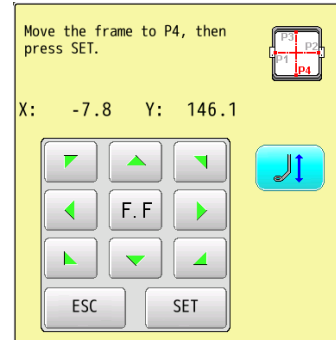 Move the frame to P4, then
press SET.
P3
P2
P1
P4
X: -7.8 Y: 146.1
F.F
ESC SET